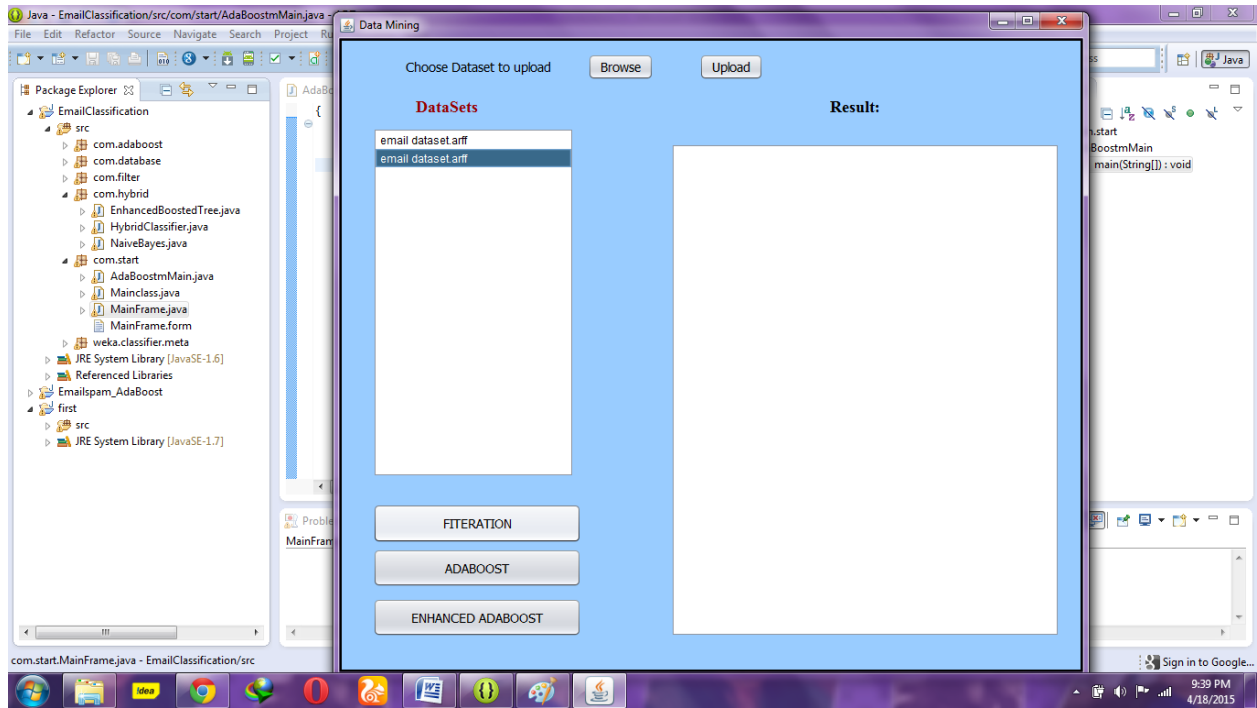 Java - EmailClassification/src/com/start/AdaBoostmMain.java -
File Edit Refactor Source Navigate Search Project Ru
Java
Package Explorer
EmailClassification
src
com.adaboost
com.database
com.filter
com.hybrid
EnhancedBoostedTree.java
HybridClassifier.java
NaiveBayes.java
com.start
AdaBoostmMain.java
Mainclass.java
MainFrame.java
MainFrame.form
weka.classifier.meta
JRE System Library [JavaSE-1.6]
Referenced Libraries
Emailspam_AdaBoost
first
src
JRE System Library [JavaSE-1.7]
AdaBo
{
Proble
MainFram
Data Mining
Choose Dataset to upload Browse Upload
DataSets Result:
email dataset.arff
email dataset.arff
FITERATION
ADABOOST
ENHANCED ADABOOST
ss
n.start
BoostmMain
main(String[]) : void
com.start.MainFrame.java - EmailClassification/src
Sign in to Google...
!dea
9:39 PM
4/18/2015